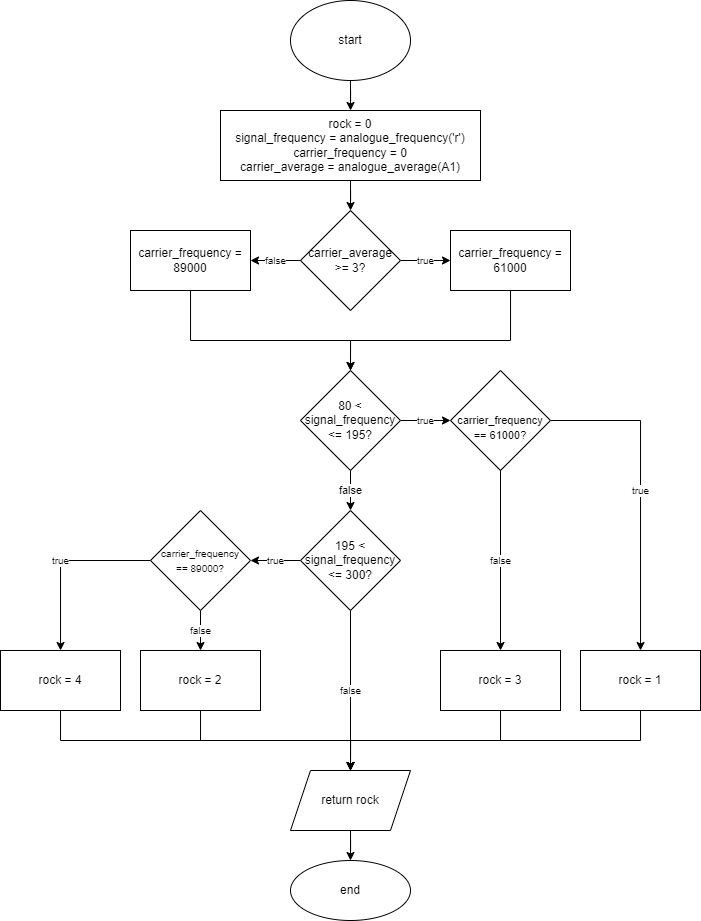 start
rock = 0
signal_frequency = analogue_frequency('r')
carrier_frequency = 0
carrier_average = analogue_average(A1)
carrier_frequency =
89000
false
carrier_average
>= 3?
true
carrier_frequency =
61000
80 <
signal_frequency
<= 195?
true
carrier_frequency
== 61000?
false
true
carrier_frequency
== 89000?
true
true
195 <
signal_frequency
<= 300?
false
false
rock = 4
rock = 2
false
rock = 3
rock = 1
return rock
end